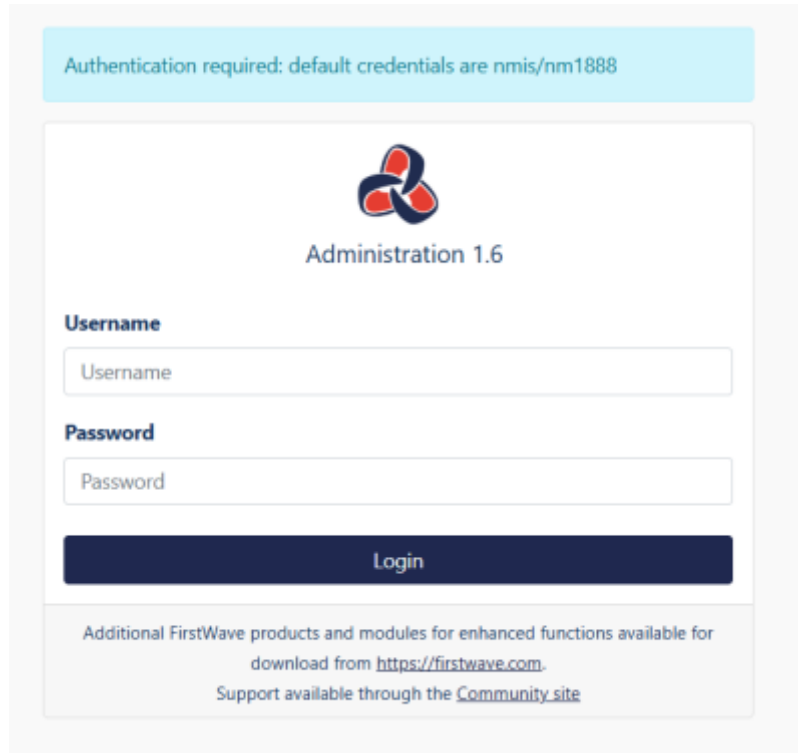 Authentication required: default credentials are nmis/nm1888
Administration 1.6
Username
Username
Password
Password
Login
Additional FirstWave products and modules for enhanced functions available for
download from https://firstwave.com.
Support available through the Community site